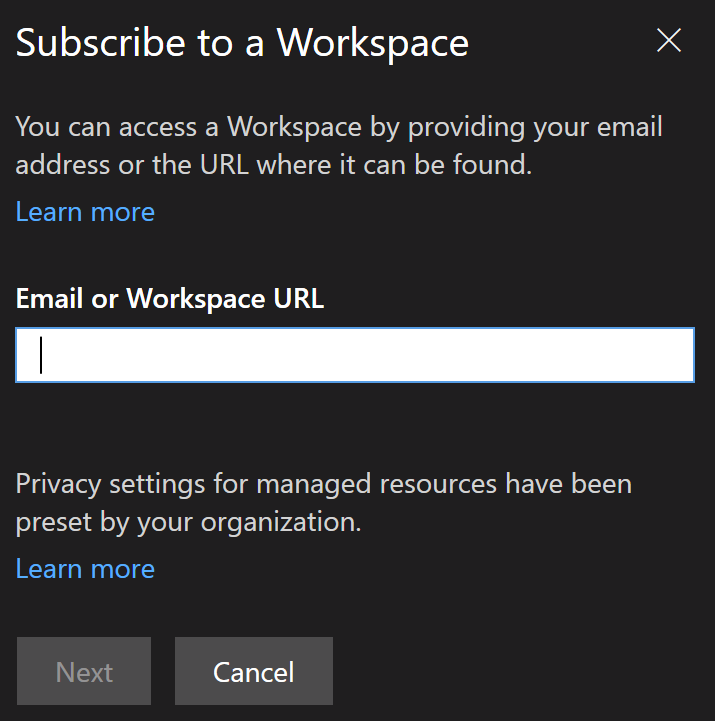 Subscribe to a Workspace
You can access a Workspace by providing your email
address or the URL where it can be found.
Learn more
Email or Workspace URL
Privacy settings for managed resources have been
preset by your organization.
Learn more
Next
Cancel